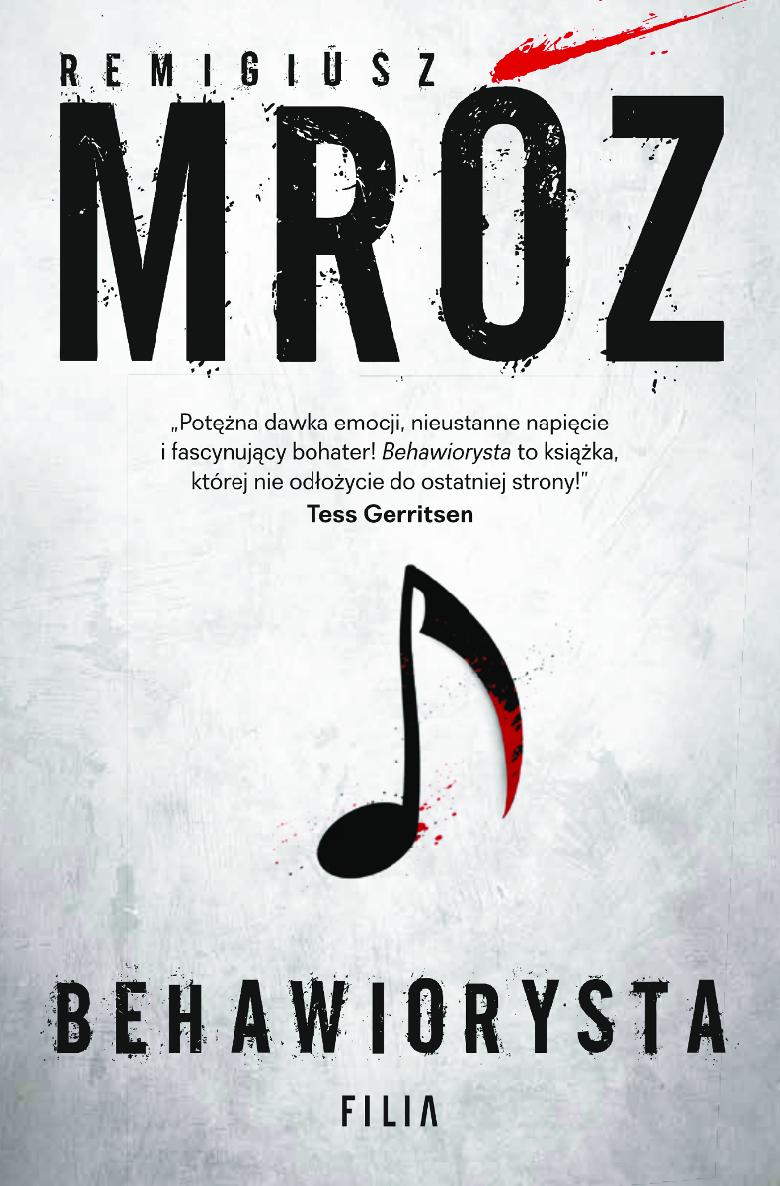 REMIGIUSZ
MRÓZ
„Potężna dawka emocji, nieustanne napięcie
i fascynujący bohater! Behawiorysta to książka,
której nie odłożycie do ostatniej strony!”
Tess Gerritsen
BEHAWIORYSTA
FILIA